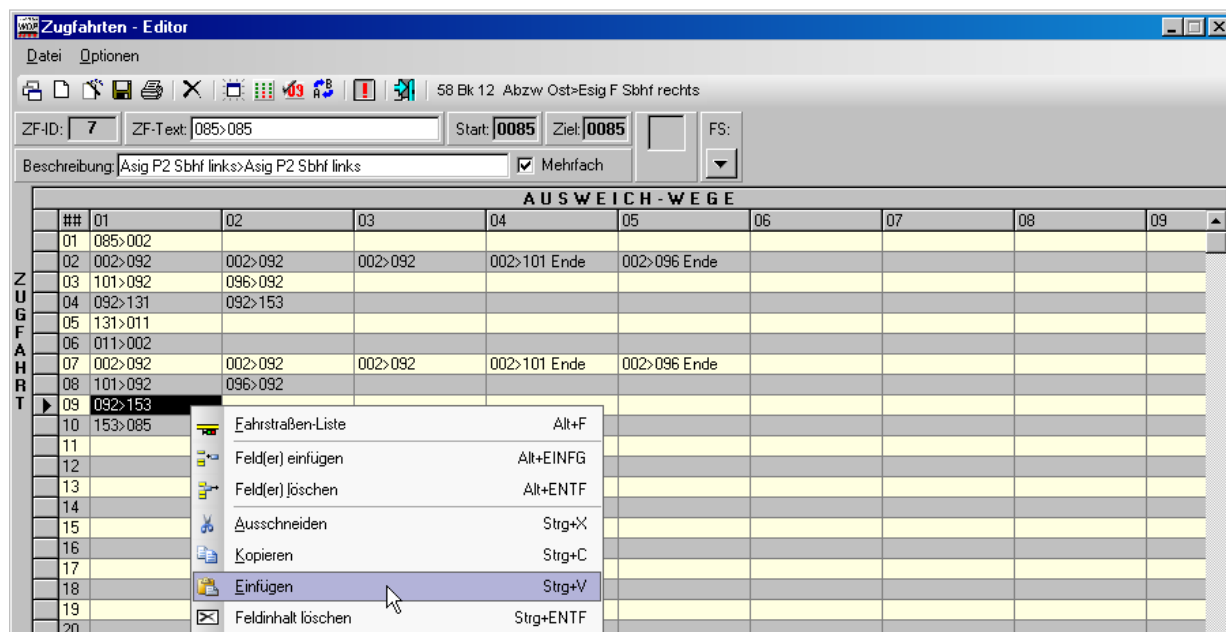 Zugfahrten - Editor
Datei Optionen
58 Bk 12 Abzw Ost>Esig F Sbhf rechts
ZF-ID: 7 ZF-Text: 085>085 Start: 0085 Ziel: 0085 FS:
Beschreibung: Asig P2 Sbhf links>Asig P2 Sbhf links Mehrfach
AUSWEICH-WEGE
ZUGFAHRT
## 01 02 03 04 05 06 07 08 09
01 085>002
02 002>092 002>092 002>092 002>101 Ende 002>096 Ende
03 101>092 096>092
04 092>131 092>153
05 131>011
06 011>002
07 002>092 002>092 002>092 002>101 Ende 002>096 Ende
08 101>092 096>092
09 092>153
10 153>085
11
12
13
14
15
16
17
18
19
20
Fahrstraßen-Liste Alt+F
Feld(er) einfügen Alt+EINFG
Feld(er) löschen Alt+ENTF
Ausschneiden Strg+X
Kopieren Strg+C
Einfügen Strg+V
Feldinhalt löschen Strg+ENTF